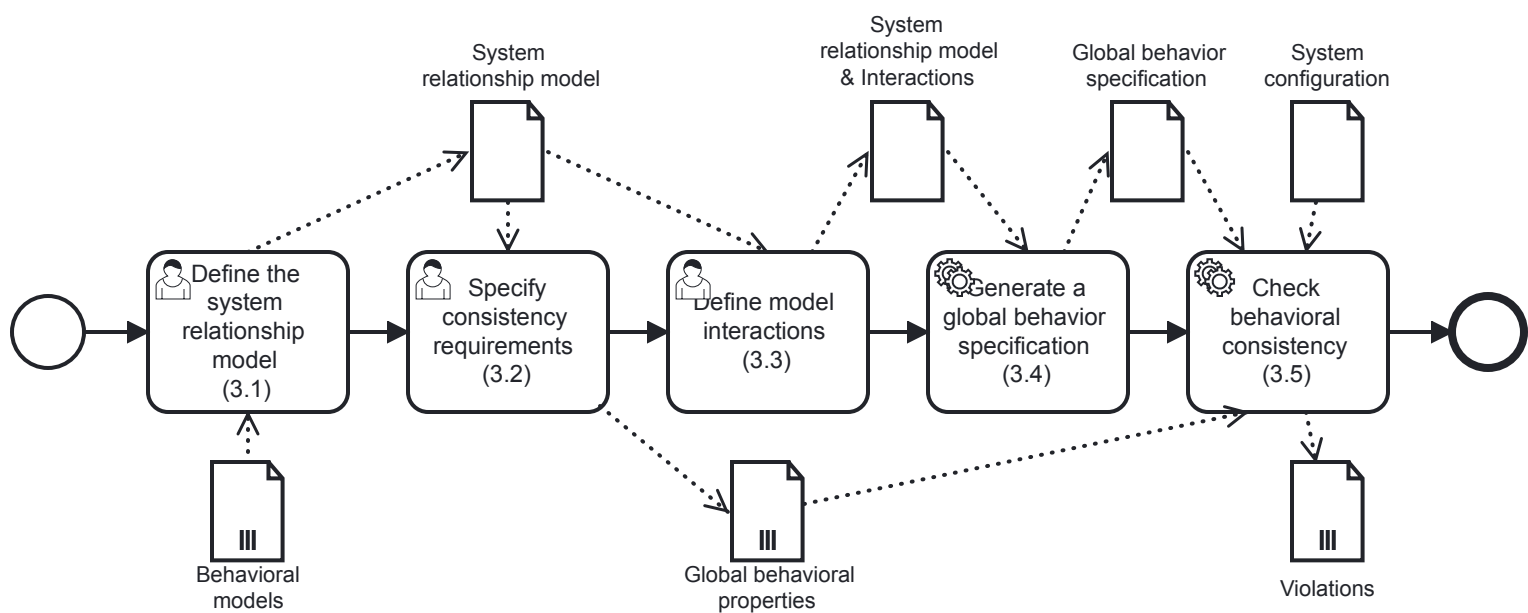 System
relationship model
System
relationship model
& Interactions
Global behavior
specification
System
configuration
Define the
system
relationship
model
(3.1)
Specify
consistency
requirements
(3.2)
Define model
interactions
(3.3)
Generate a
global behavior
specification
(3.4)
Check
behavioral
consistency
(3.5)
Behavioral
models
Global behavioral
properties
Violations